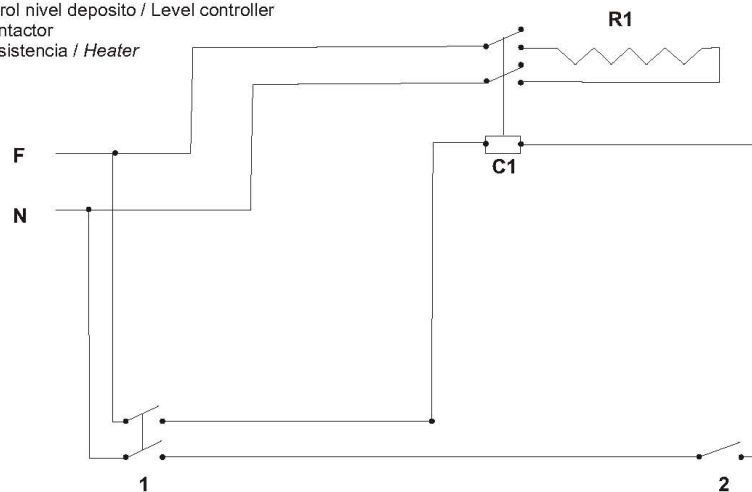 rol nivel deposito / Level controller
ntactor
sistencia / Heater
R1
F
C1
N
1
2